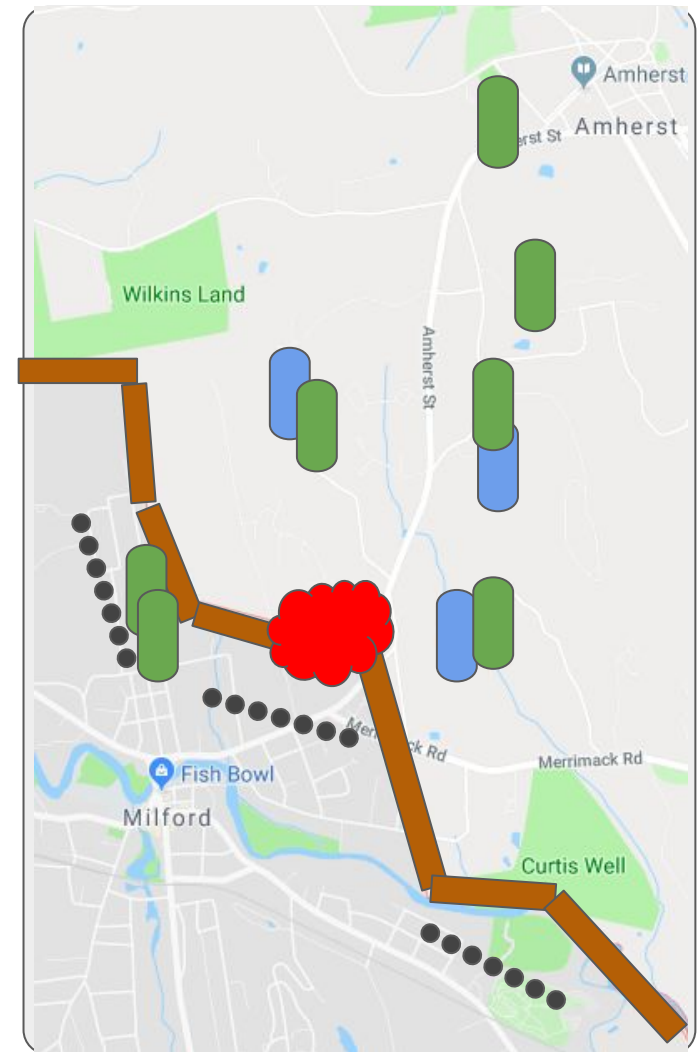 Amherst
erst St
Amherst
Wilkins Land
Amherst St
Merrimack Rd
Merrimack Rd
Fish Bowl
Milford
Curtis Well